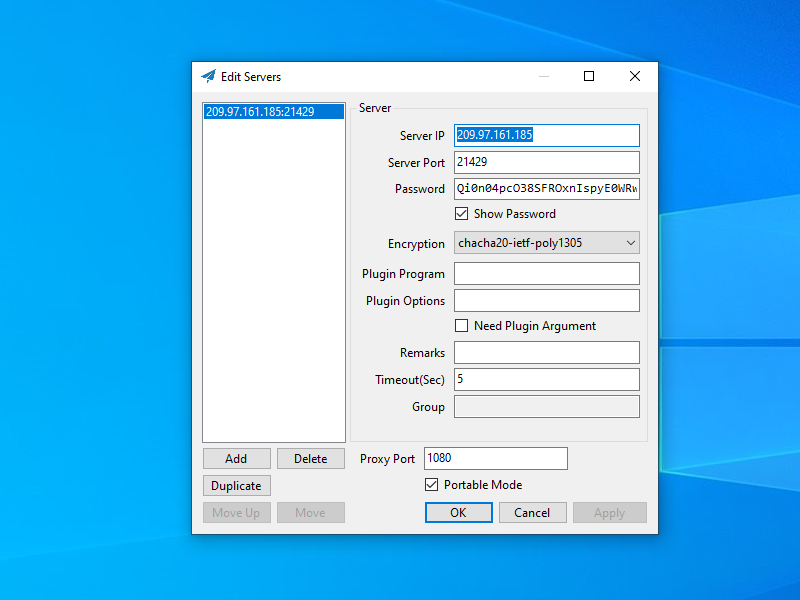 Edit Servers
209.97.161.185:21429
Server
Server IP 209.97.161.185
Server Port 21429
Password Qi0n04pcO38SFROxnIspyE0WRw
Show Password
Encryption chacha20-ietf-poly1305
Plugin Program
Plugin Options
Need Plugin Argument
Remarks
Timeout(Sec) 5
Group
Add Delete Proxy Port 1080
Duplicate Portable Mode
Move Up Move OK Cancel Apply